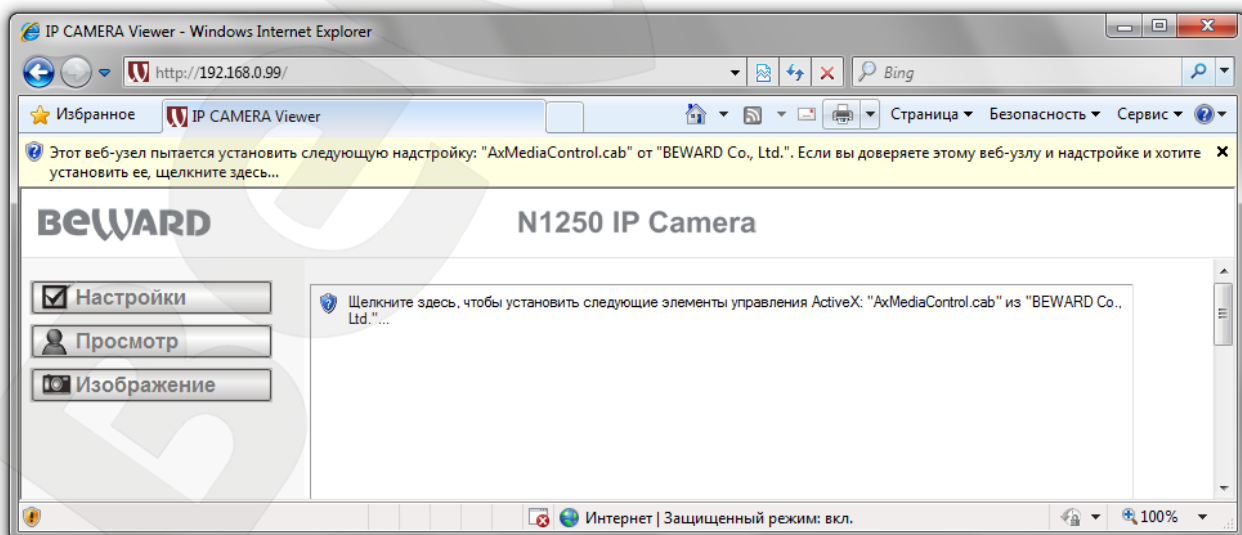 IP CAMERA Viewer - Windows Internet Explorer
http://192.168.0.99/
Bing
Избранное
IP CAMERA Viewer
Страница
Безопасность
Сервис
Этот веб-узел пытается установить следующую надстройку: "AxMediaControl.cab" от "BEWARD Co., Ltd.". Если вы доверяете этому веб-узлу и надстройке и хотите
установить ее, щелкните здесь...
BEWARD
N1250 IP Camera
Настройки
Щелкните здесь, чтобы установить следующие элементы управления ActiveX: "AxMediaControl.cab" из "BEWARD Co.,
Ltd."...
Просмотр
Изображение
Интернет | Защищенный режим: вкл.
100%